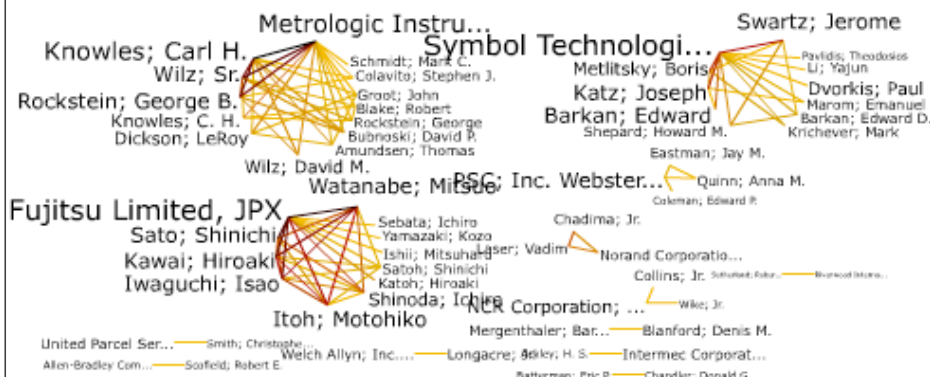 Metrologic Instru...
Knowles; Carl H.
Wilz; Sr.
Rockstein; George B.
Knowles; C. H.
Dickson; LeRoy
Wilz; David M.
Schmidt; Mark C.
Colavito; Stephen J.
Groot; John
Blake; Robert
Rockstein; George
Bubnoski; David P.
Amundsen; Thomas
Swartz; Jerome
Symbol Technologi...
Metlitsky; Boris
Katz; Joseph
Barkan; Edward
Shepard; Howard M.
Pavlidis; Theodosios
Li; Yajun
Dvorkis; Paul
Marom; Emanuel
Barkan; Edward D.
Krichever; Mark
Eastman; Jay M.
PSC; Inc. Webster...
Quinn; Anna M.
Coleman; Edward P.
Watanabe; Mitsuo
Fujitsu Limited, JPX
Sato; Shinichi
Kawai; Hiroaki
Iwaguchi; Isao
Itoh; Motohiko
Sebata; Ichiro
Yamazaki; Kozo
Ishii; Mitsuharu
Satoh; Shinichi
Katoh; Hiroaki
Shinoda; Ichiro
Chadima; Jr.
Laser; Vadim
Norand Corporatio...
Collins; Jr.
NCR Corporation; ...
Wike; Jr.
Mergenthaler; Bar...
Blanford; Denis M.
United Parcel Ser...
Smith; Christophe...
Allen-Bradley Com...
Scofield; Robert E.
Welch Allyn; Inc....
Longacre;
H. S.
Intermec Corporat...
Batterman; Eric P.
Chandler; Donald G.